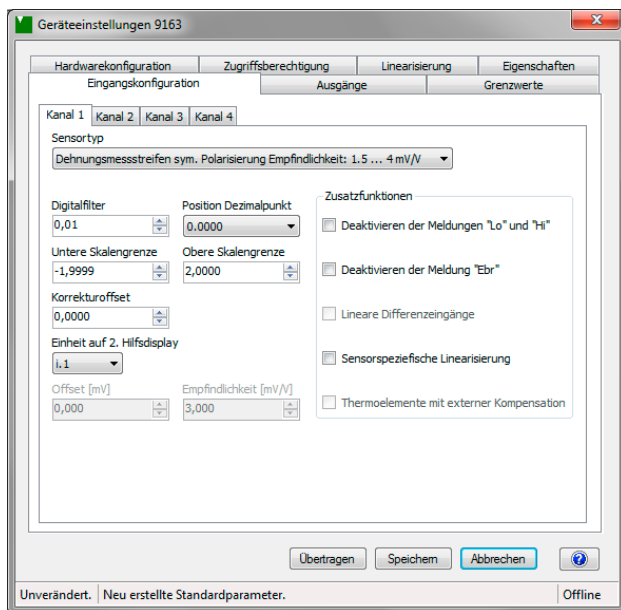 Geräteeinstellungen 9163
Hardwarekonfiguration Zugriffsberechtigung Linearisierung Eigenschaften
Eingangskonfiguration Ausgänge Grenzwerte
Kanal 1 Kanal 2 Kanal 3 Kanal 4
Sensortyp
Dehnungsmessstreifen sym. Polarisierung Empfindlichkeit: 1.5 ... 4 mV/V
Digitalfilter Position Dezimalpunkt
0,01 0.0000
Untere Skalengrenze Obere Skalengrenze
-1,9999 2,0000
Korrekturoffset
0,0000
Einheit auf 2. Hilfsdisplay
i.1
Offset [mV] Empfindlichkeit [mV/V]
0,000 3,000
Zusatzfunktionen
Deaktivieren der Meldungen "Lo" und "Hi"
Deaktivieren der Meldung "Ebr"
Lineare Differenzeingänge
Sensorspeziefische Linearisierung
Thermoelemente mit externer Kompensation
Übertragen Speichern Abbrechen ?
Unverändert. Neu erstellte Standardparameter. Offline